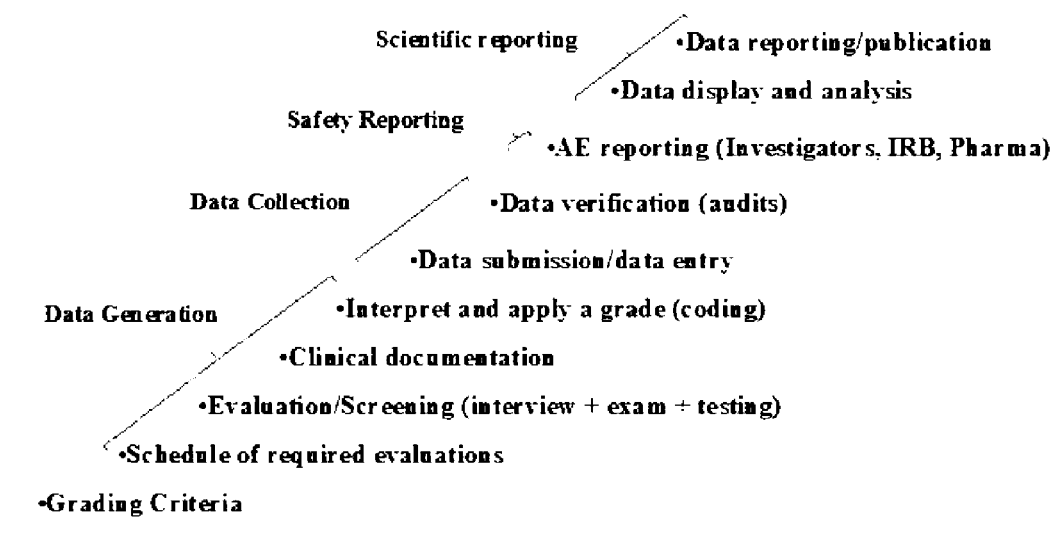 Scientific reporting
•Data reporting/publication
•Data display and analysis
Safety Reporting
•AE reporting (Investigators, IRB, Pharma)
Data Collection
•Data verification (audits)
•Data submission/data entry
Data Generation
•Interpret and apply a grade (coding)
•Clinical documentation
•Evaluation/Screening (interview + exam + testing)
•Schedule of required evaluations
•Grading Criteria